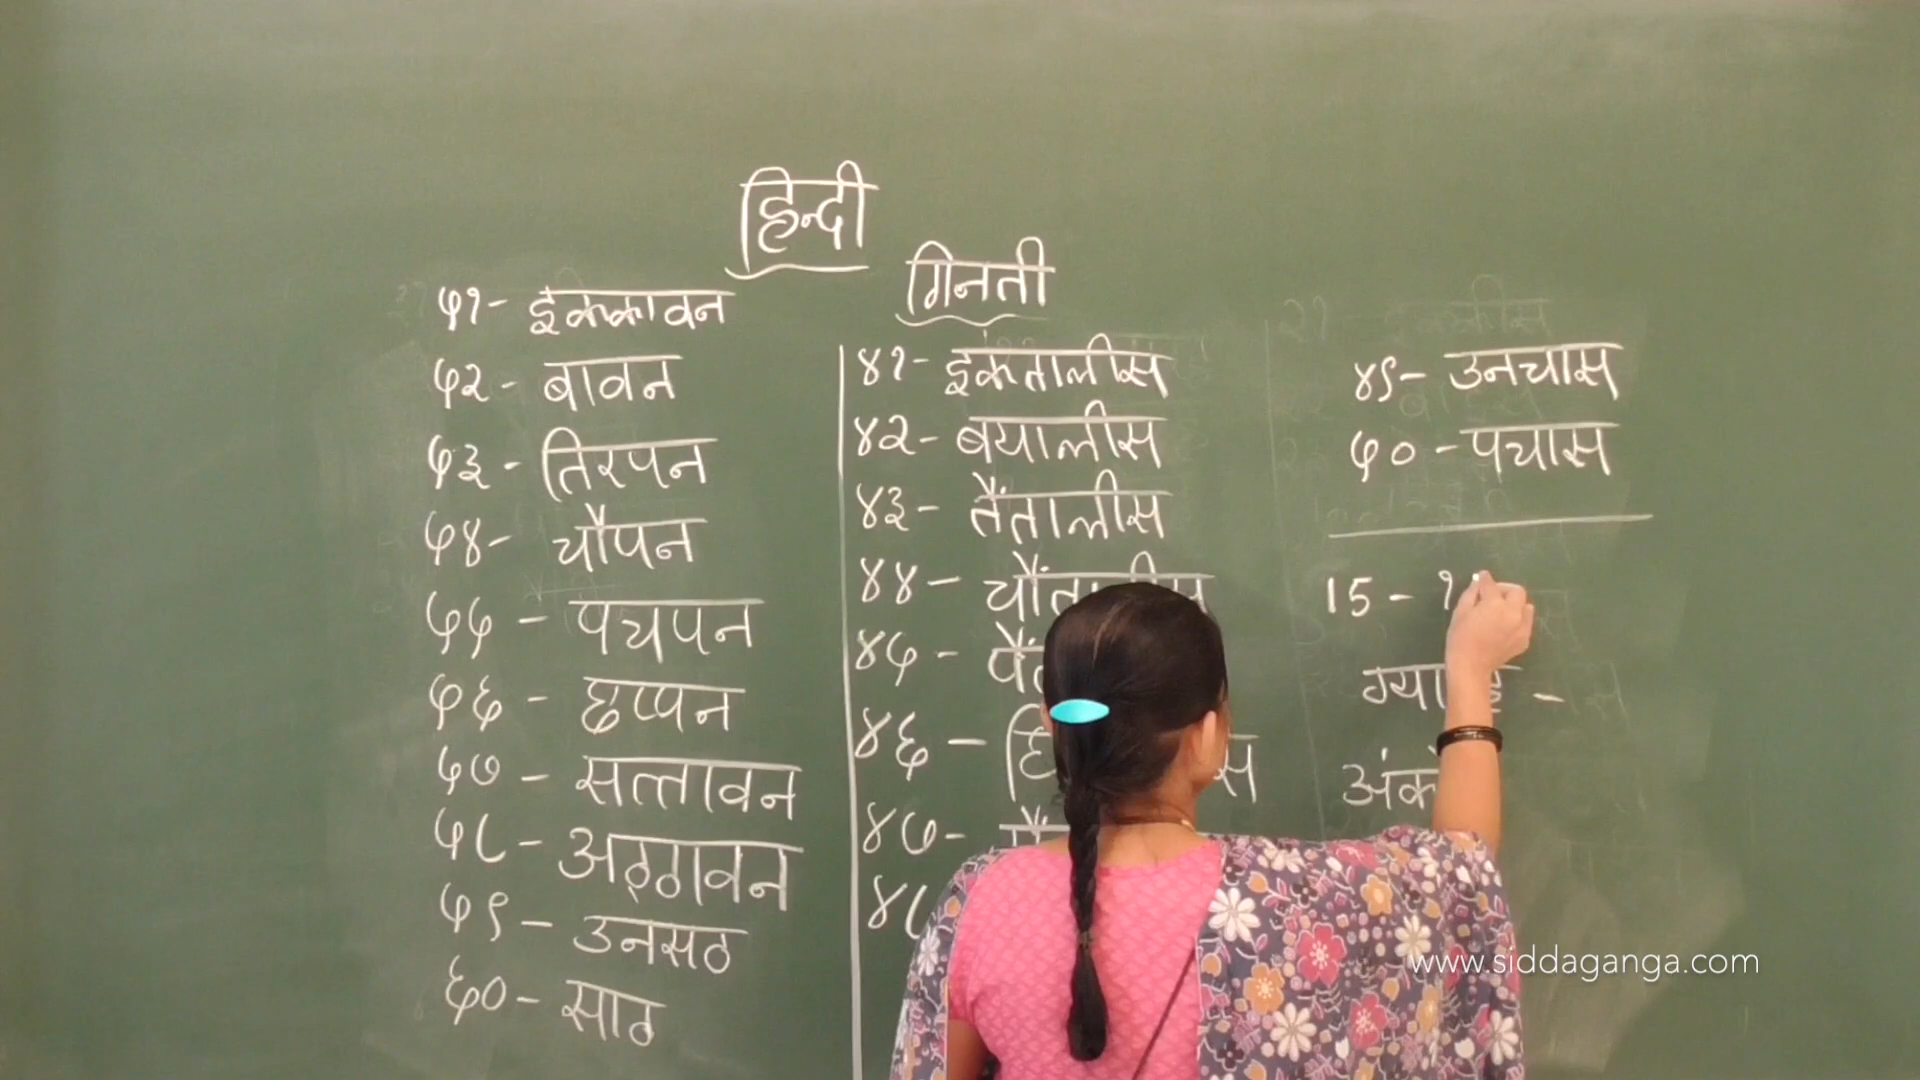 हिन्दी
गिनती
५१- इक्कावन
५२- बावन
५३- तिरपन
५४- चौपन
५५- पचपन
५६- छप्पन
५७- सत्तावन
५८- अठ्ठावन
५९- उनसठ
६०- साठ
४१- इकतालीस
४२- बयालीस
४३- तैंतालीस
४४-
४५-
४६-
४७-
४९- उनचास
५०- पचास
15-
www.siddaganga.com